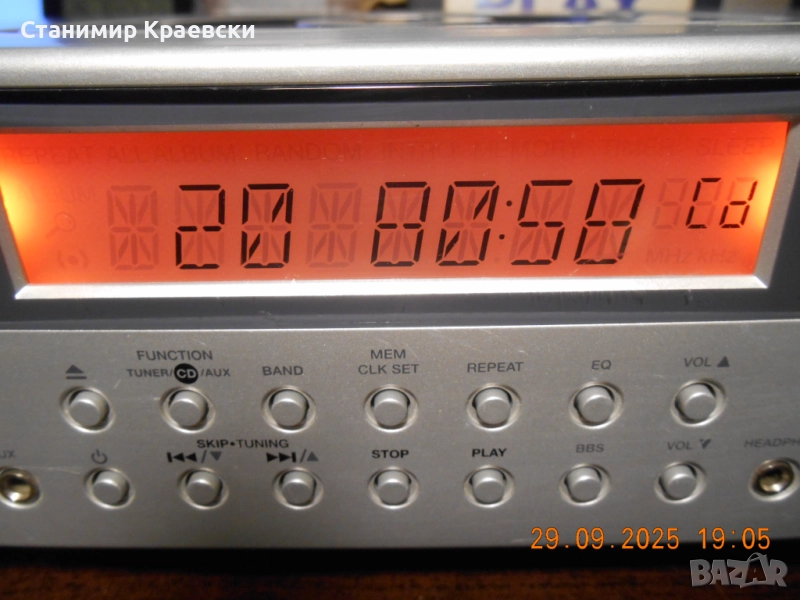 Станимир Краевски
PLAY
REPEAT ALL ALBUM RANDOM INTRO MEMORY TIMER SLEEP
20 00:58 Cd
MHz kHz
FUNCTION
TUNER/CD/AUX
BAND
MEM
CLK SET
REPEAT
EQ
VOL ▲
SKIP•TUNING
⏮/▼
⏭/▲
STOP
PLAY
BBS
VOL ▼
29.09.2025 19:05
BAZAR